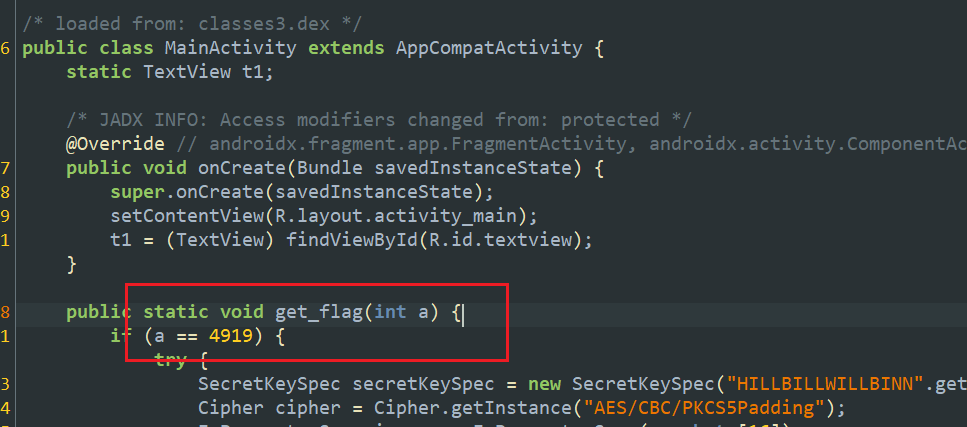 /* loaded from: classes3.dex */
6 public class MainActivity extends AppCompatActivity {
static TextView t1;
/* JADX INFO: Access modifiers changed from: protected */
@Override // androidx.fragment.app.FragmentActivity, androidx.activity.ComponentAc
7 public void onCreate(Bundle savedInstanceState) {
8 super.onCreate(savedInstanceState);
9 setContentView(R.layout.activity_main);
1 t1 = (TextView) findViewById(R.id.textview);
}
8 public static void get_flag(int a) {
1 if (a == 4919) {
try {
3 SecretKeySpec secretKeySpec = new SecretKeySpec("HILLBILLWILLBINN".get
4 Cipher cipher = Cipher.getInstance("AES/CBC/PKCS5Padding");